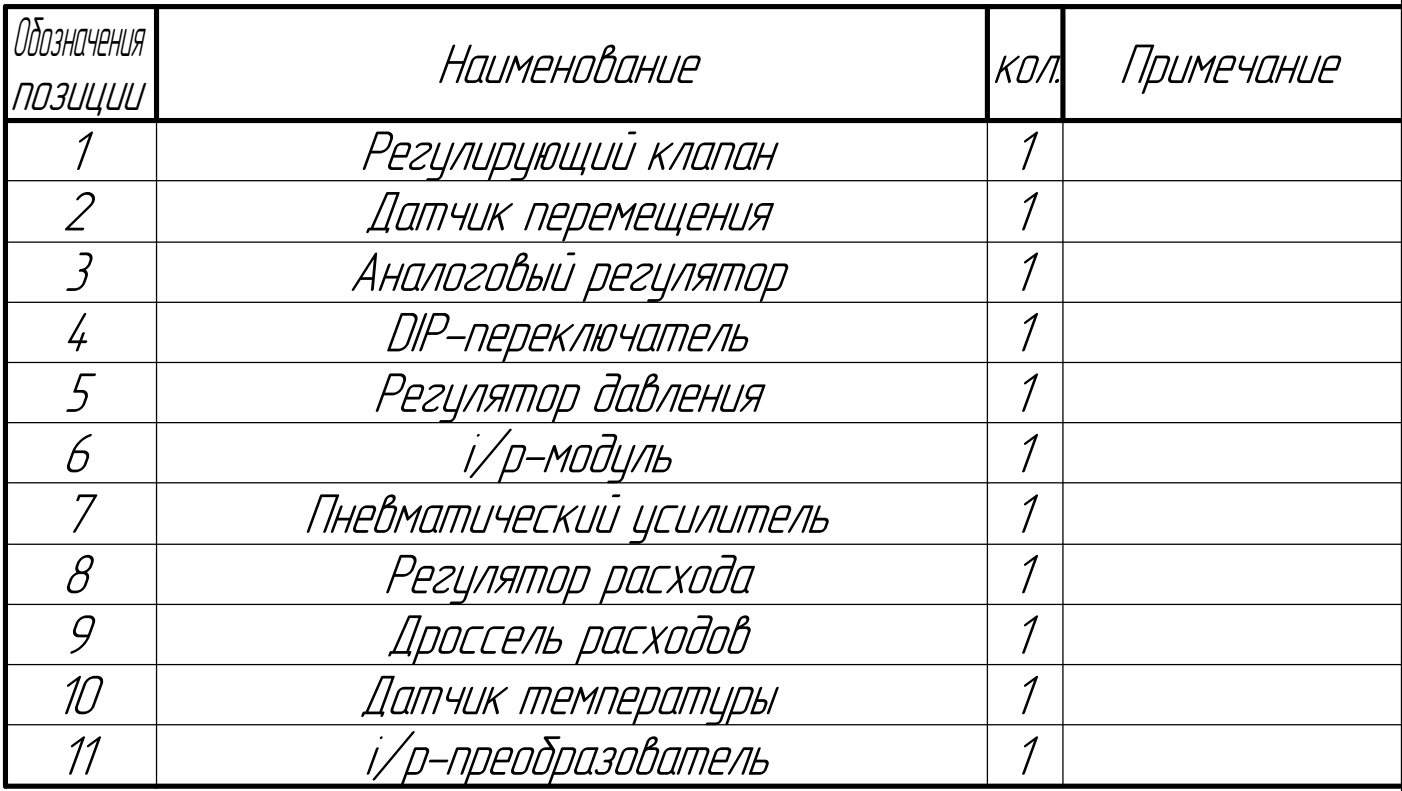 Обозначения позиции Наименование кол. Примечание
1 Регулирующий клапан 1
2 Датчик перемещения 1
3 Аналоговый регулятор 1
4 DIP-переключатель 1
5 Регулятор давления 1
6 i/p-модуль 1
7 Пневматический усилитель 1
8 Регулятор расхода 1
9 Дроссель расходов 1
10 Датчик температуры 1
11 i/p-преобразователь 1